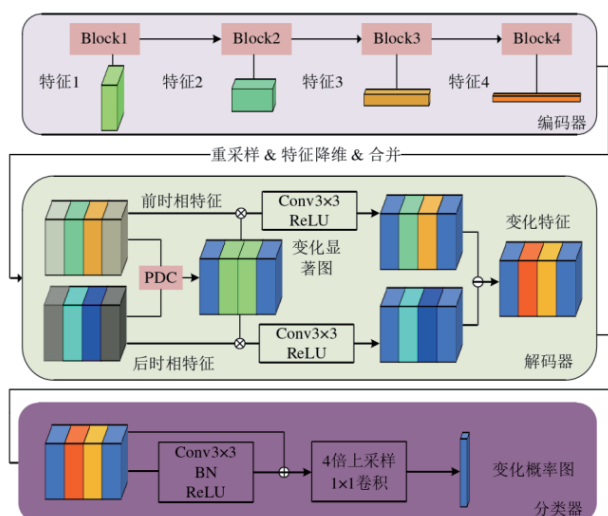 Block1
Block2
Block3
Block4
特征1
特征2
特征3
特征4
编码器
重采样 & 特征降维 & 合并
前时相特征
Conv3×3
ReLU
变化显
著图
变化特征
PDC
后时相特征
Conv3×3
ReLU
解码器
Conv3×3
BN
ReLU
4倍上采样
1×1卷积
变化概率图
分类器